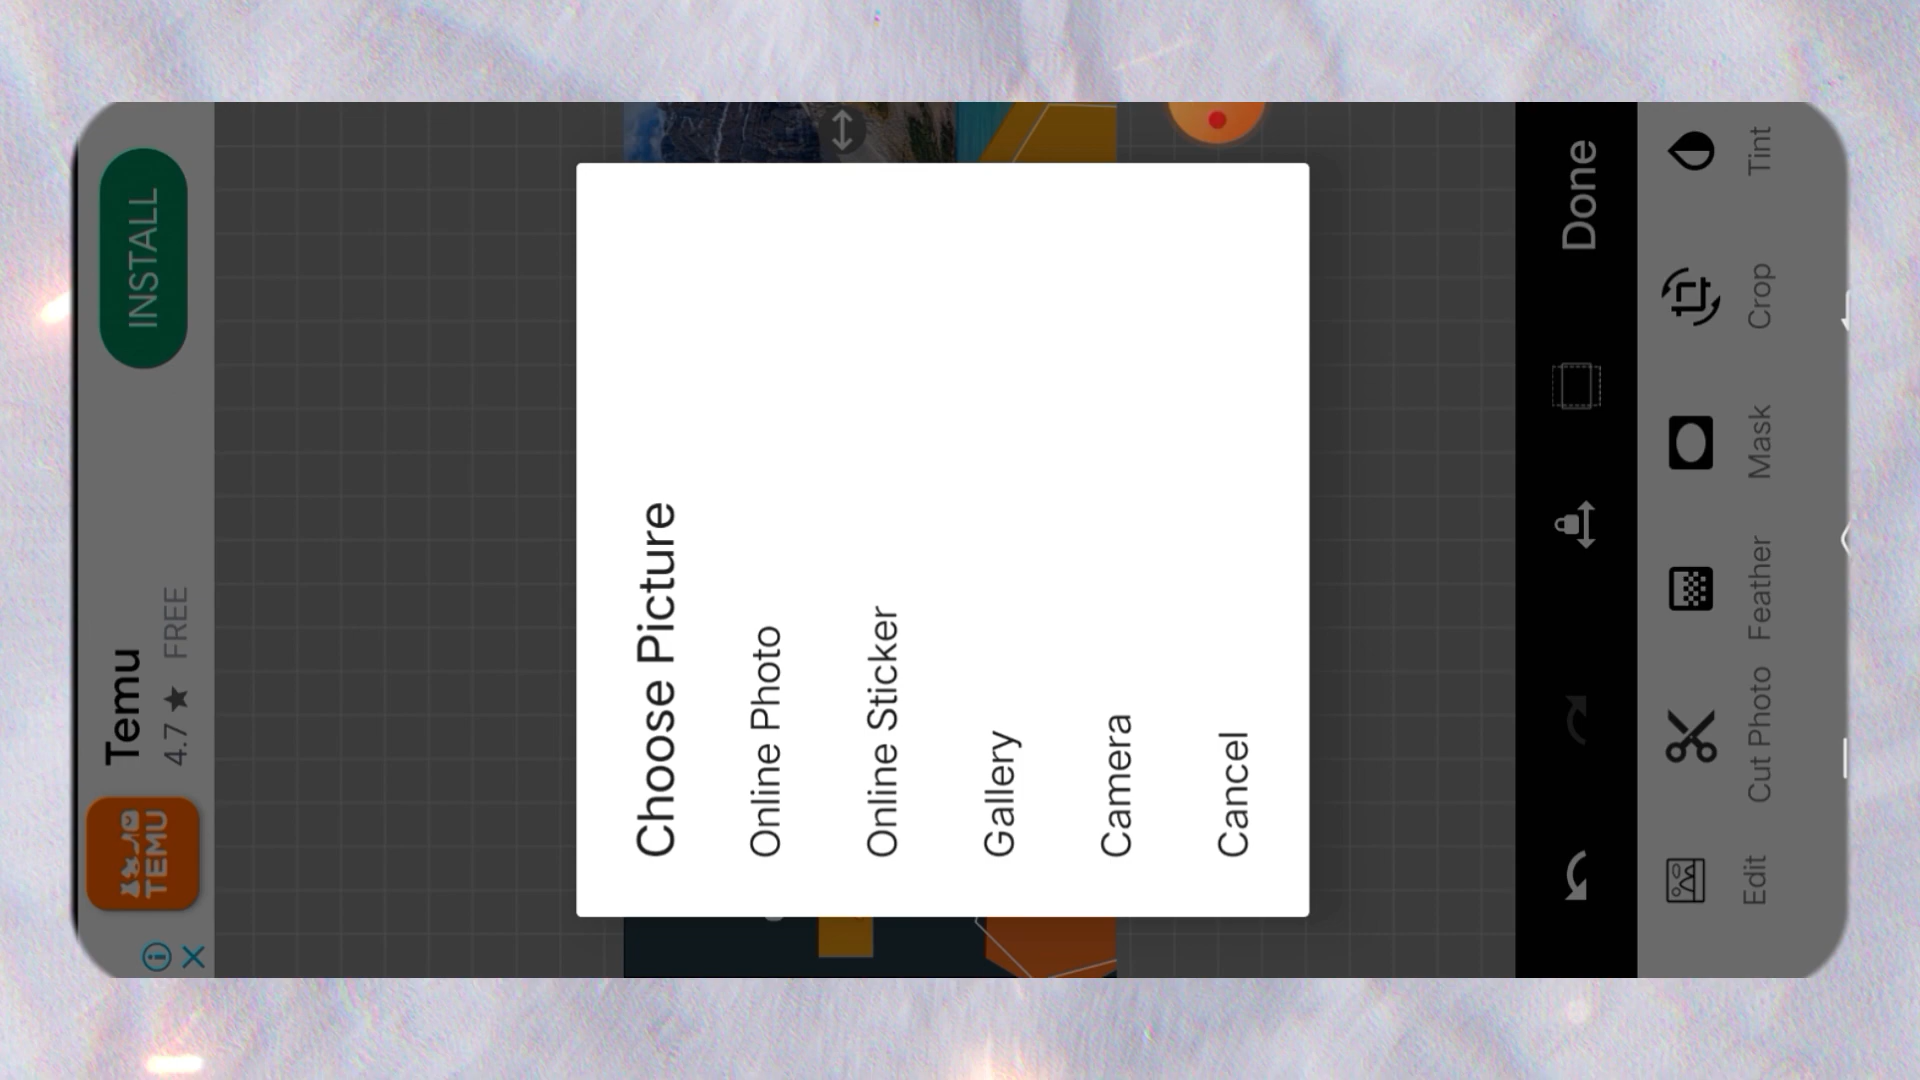 TEMU
Temu
4.7 ★ FREE
INSTALL
Choose Picture
Online Photo
Online Sticker
Gallery
Camera
Cancel
Done
Edit
Cut Photo
Feather
Mask
Crop
Tint